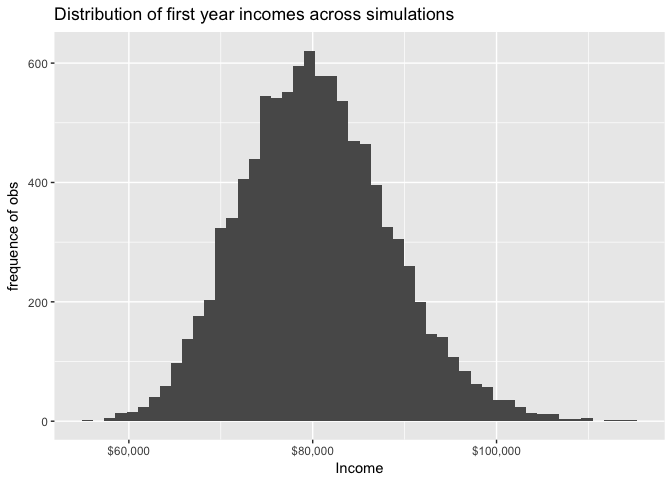 Distribution of first year incomes across simulations
frequence of obs
600
400
200
0
$60,000 $80,000 $100,000
Income